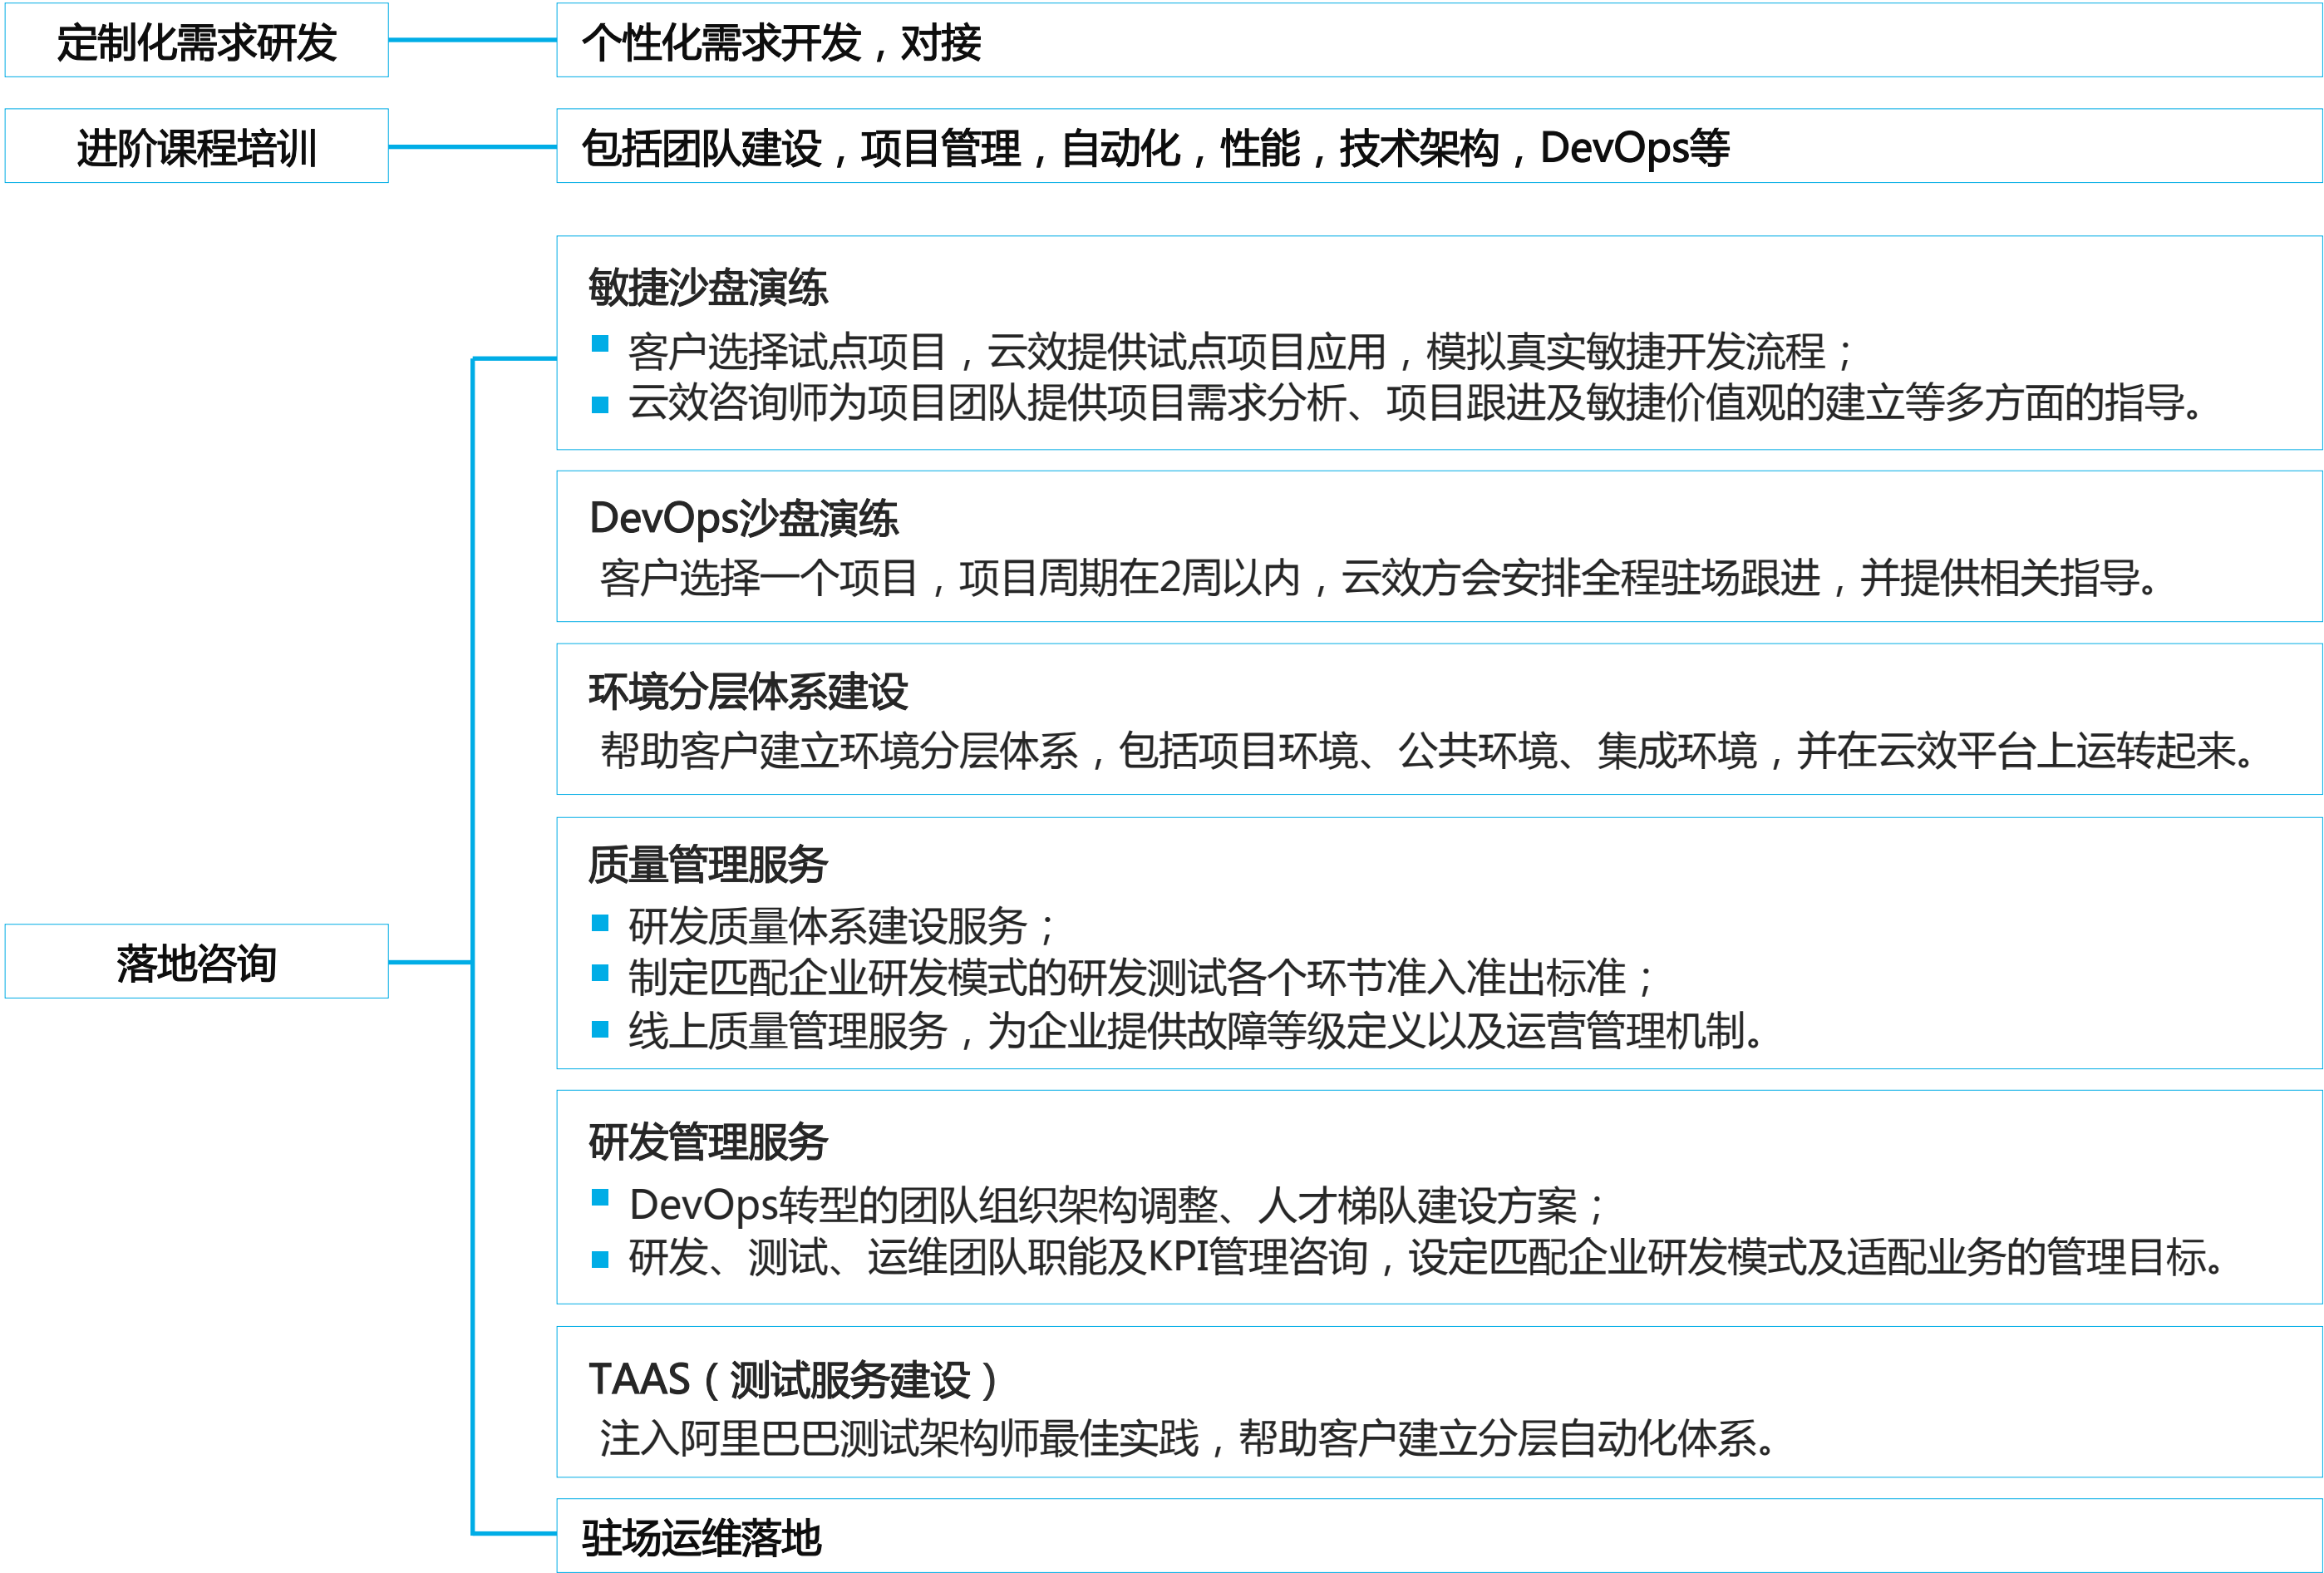 定制化需求研发
个性化需求开发，对接
进阶课程培训
包括团队建设，项目管理，自动化，性能，技术架构，DevOps等
敏捷沙盘演练
客户选择试点项目，云效提供试点项目应用，模拟真实敏捷开发流程；
云效咨询师为项目团队提供项目需求分析、项目跟进及敏捷价值观的建立等多方面的指导。
DevOps沙盘演练
客户选择一个项目，项目周期在2周以内，云效方会安排全程驻场跟进，并提供相关指导。
环境分层体系建设
帮助客户建立环境分层体系，包括项目环境、公共环境、集成环境，并在云效平台上运转起来。
落地咨询
质量管理服务
研发质量体系建设服务；
制定匹配企业研发模式的研发测试各个环节准入准出标准；
线上质量管理服务，为企业提供故障等级定义以及运营管理机制。
研发管理服务
DevOps转型的团队组织架构调整、人才梯队建设方案；
研发、测试、运维团队职能及KPI管理咨询，设定匹配企业研发模式及适配业务的管理目标。
TAAS（测试服务建设）
注入阿里巴巴测试架构师最佳实践，帮助客户建立分层自动化体系。
驻场运维落地